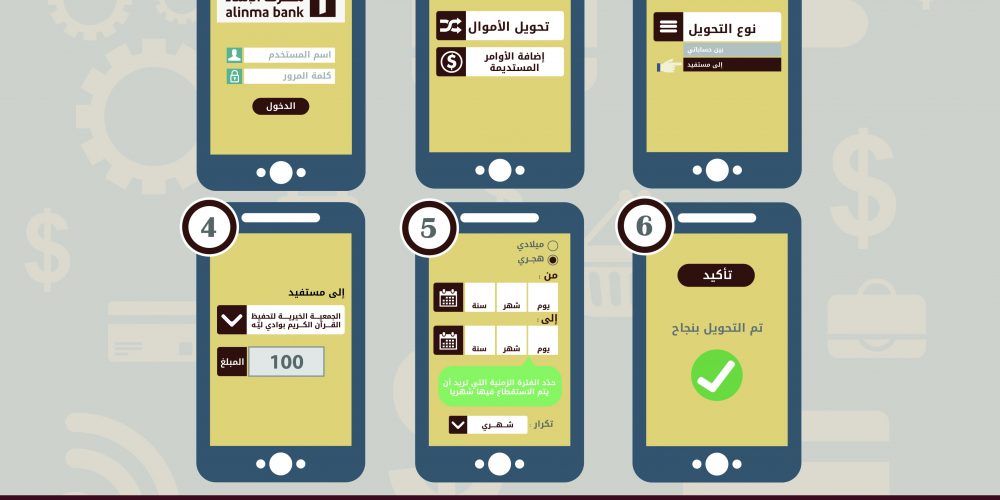 alinma bank
اسم المستخدم
كلمة المرور
الدخول
تحويل الأموال
إضافة الأوامر
المستديمة
نوع التحويل
بين حساباتي
إلى مستفيد
4
إلى مستفيد
الجمعيـة الخيريـة لتحفيظ
القـرآن الكـريم بوادي ليّه
المبلغ
100
5
ميلادي
هجـري
من :
يوم
شهر
سنة
إلى :
يوم
شهر
سنة
حدّد الفترة الزمنية التي تريد أن
يتم الاستقطاع فيها شهرياً
تكرار :
شـهـري
6
تأكيد
تم التحويل بنجاح